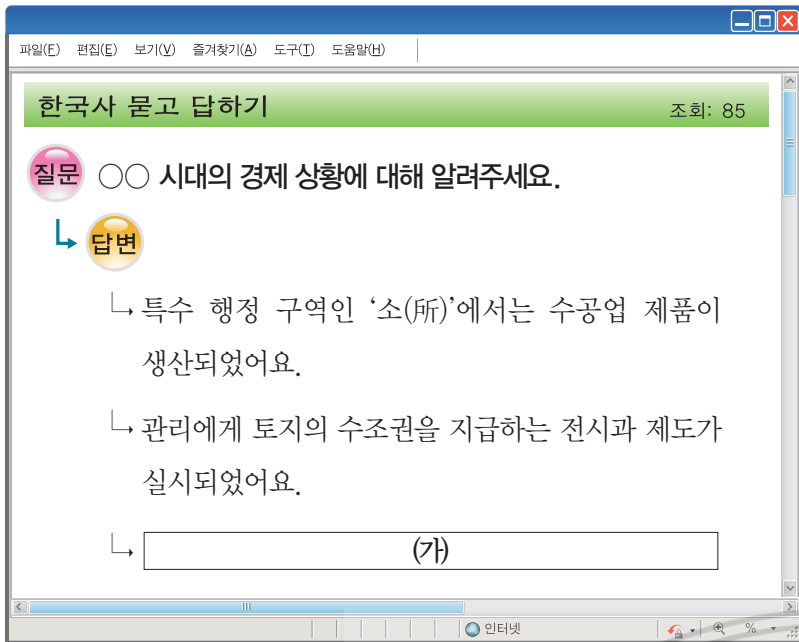 파일(F) 편집(E) 보기(V) 즐겨찾기(A) 도구(T) 도움말(H)
한국사 묻고 답하기 조회: 85
질문 ○○ 시대의 경제 상황에 대해 알려주세요.
답변
특수 행정 구역인 ‘소(所)’에서는 수공업 제품이
생산되었어요.
관리에게 토지의 수조권을 지급하는 전시과 제도가
실시되었어요.
(가)
인터넷 %